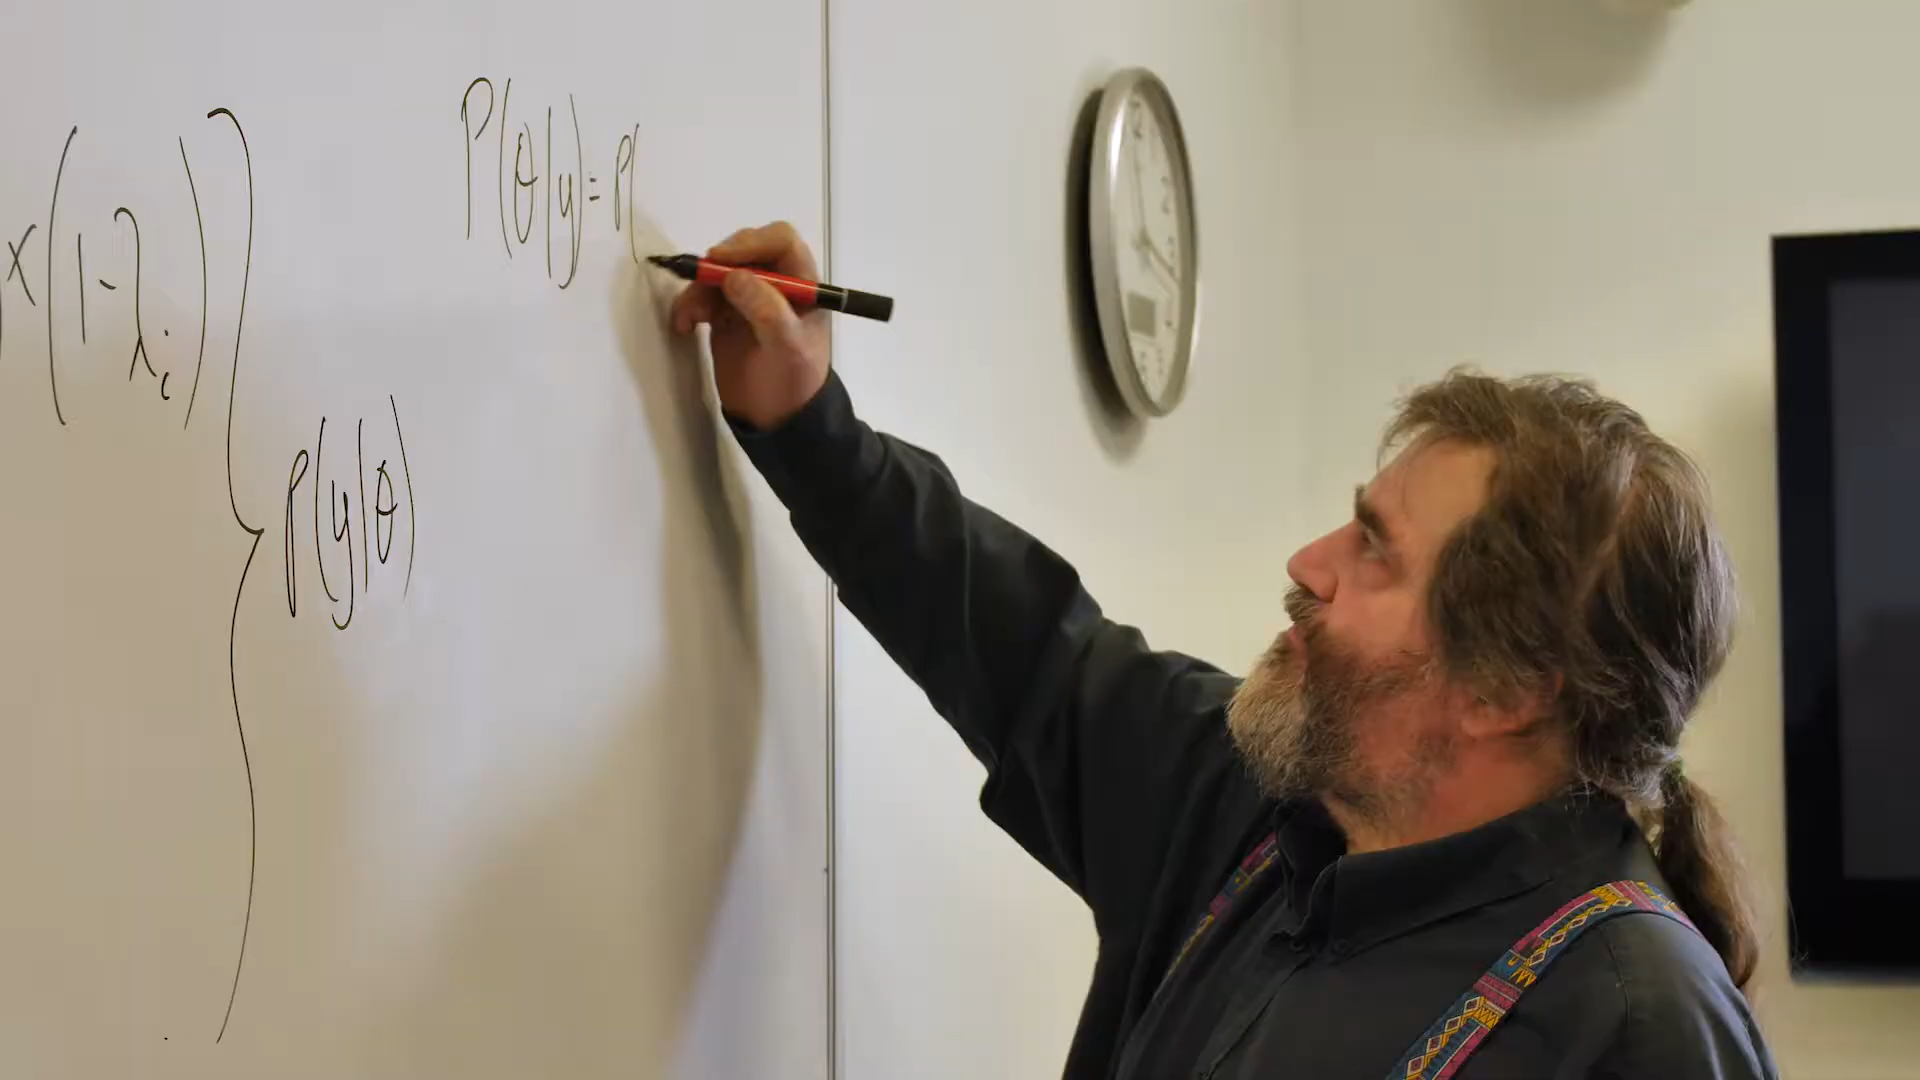 P(θ|y) = P(
x (1-λi)
P(y|θ)